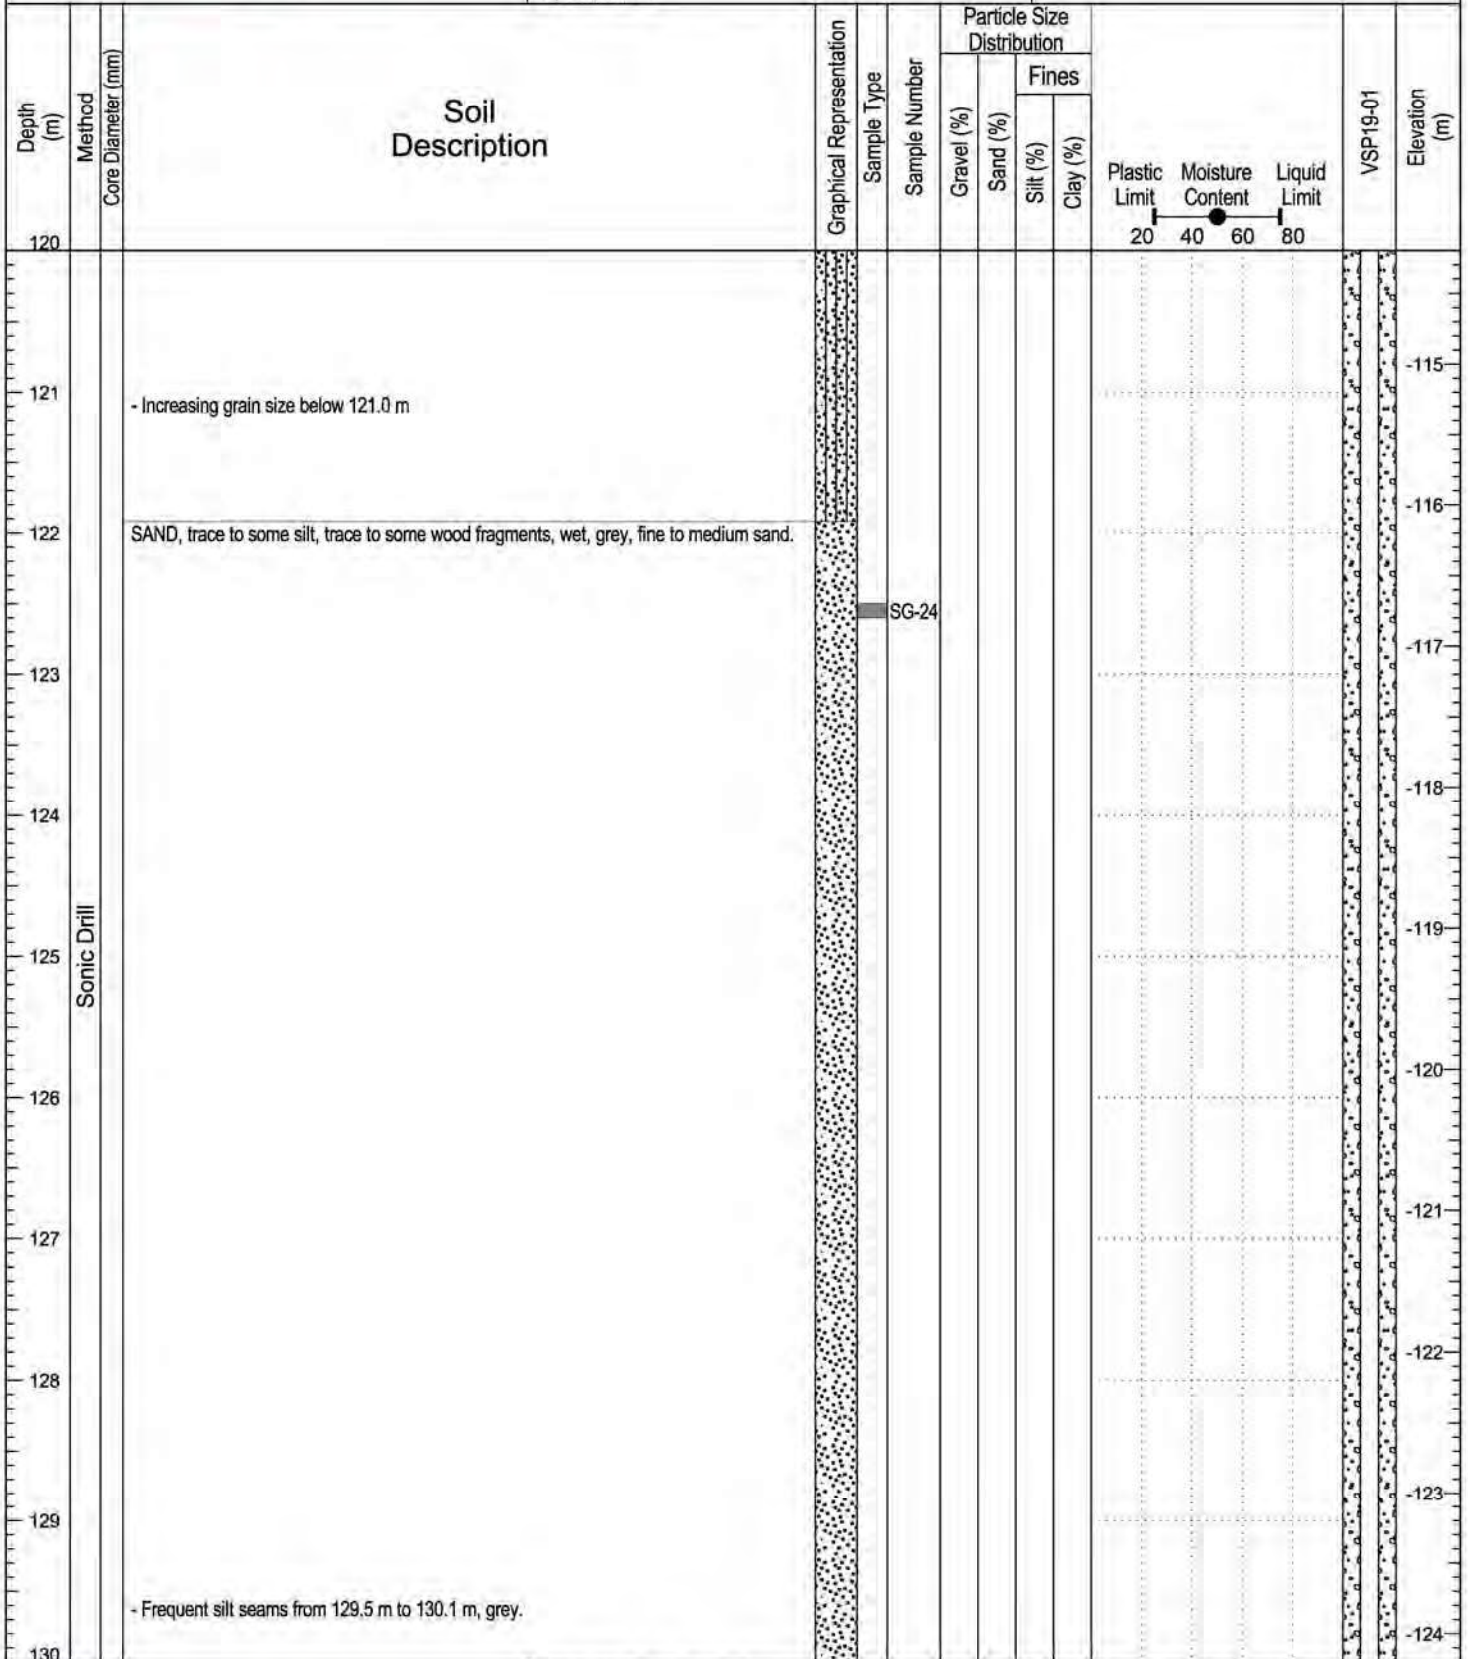 Depth
(m)
Method
Core Diameter (mm)
Soil
Description
Graphical Representation
Sample Type
Sample Number
Particle Size
Distribution
Fines
Gravel (%)
Sand (%)
Silt (%)
Clay (%)
Plastic Moisture Liquid
Limit Content Limit
20 40 60 80
VSP19-01
Elevation
(m)
120
-115
121
- Increasing grain size below 121.0 m
-116
122
SAND, trace to some silt, trace to some wood fragments, wet, grey, fine to medium sand.
SG-24
-117
123
-118
124
Sonic Drill
-119
125
-120
126
-121
127
-122
128
-123
129
- Frequent silt seams from 129.5 m to 130.1 m, grey.
-124
130